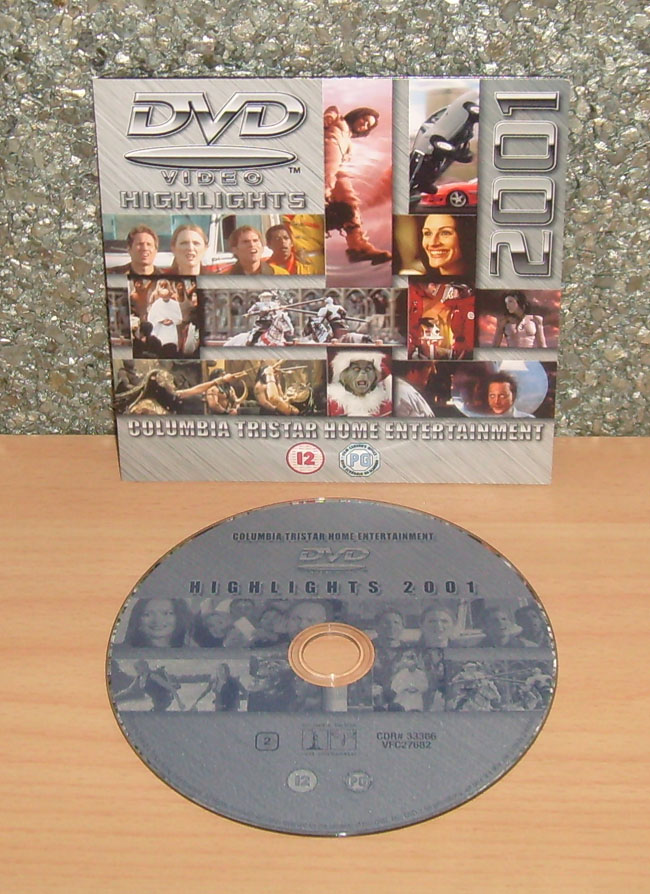 DVD
VIDEO
TM
HIGHLIGHTS
2001
COLUMBIA TRISTAR HOME ENTERTAINMENT
12
PG
COLUMBIA TRISTAR HOME ENTERTAINMENT
DVD
HIGHLIGHTS 2001
2
CDR# 33306
VFC27682
12
PG